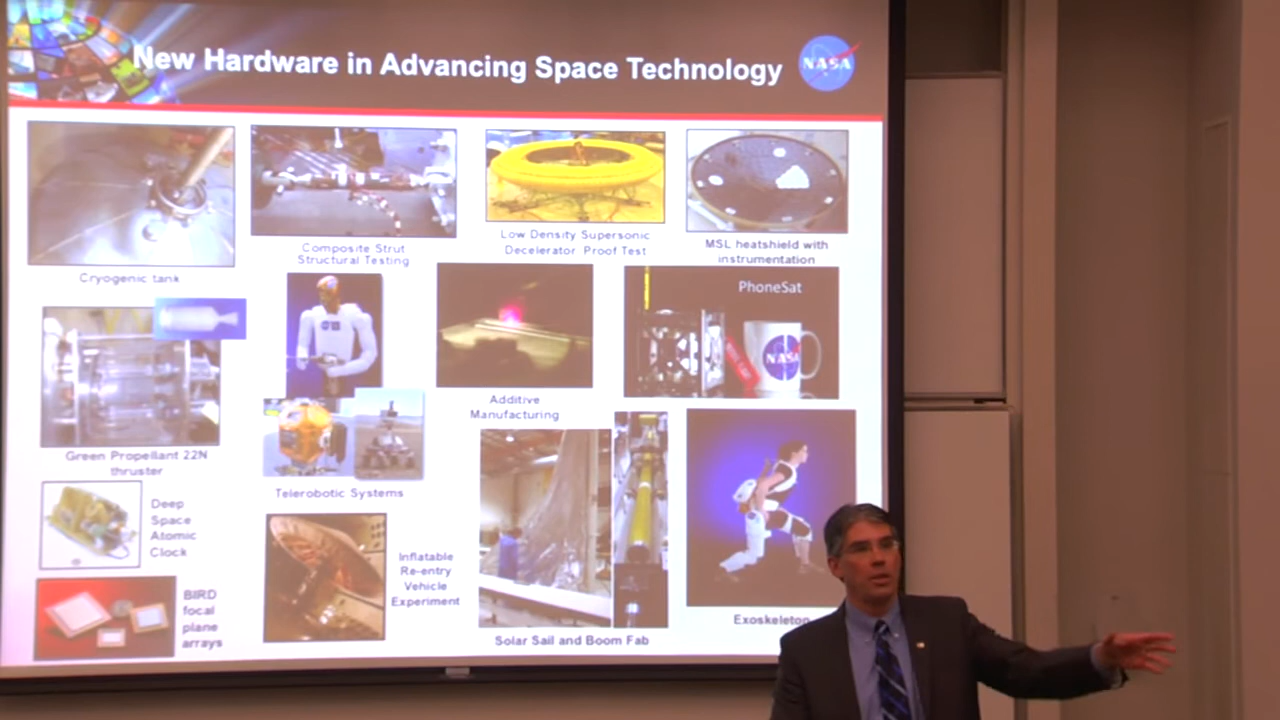 New Hardware in Advancing Space Technology
NASA
Cryogenic tank
Composite Strut
Structural Testing
Low Density Supersonic
Decelerator Proof Test
MSL heatshield with
instrumentation
PhoneSat
NASA
Green Propellant 22N
thruster
Telerobotic Systems
Additive
Manufacturing
Deep
Space
Atomic
Clock
Inflatable
Re-entry
Vehicle
Experiment
BIRD
focal
plane
arrays
Solar Sail and Boom Fab
Exoskeleton